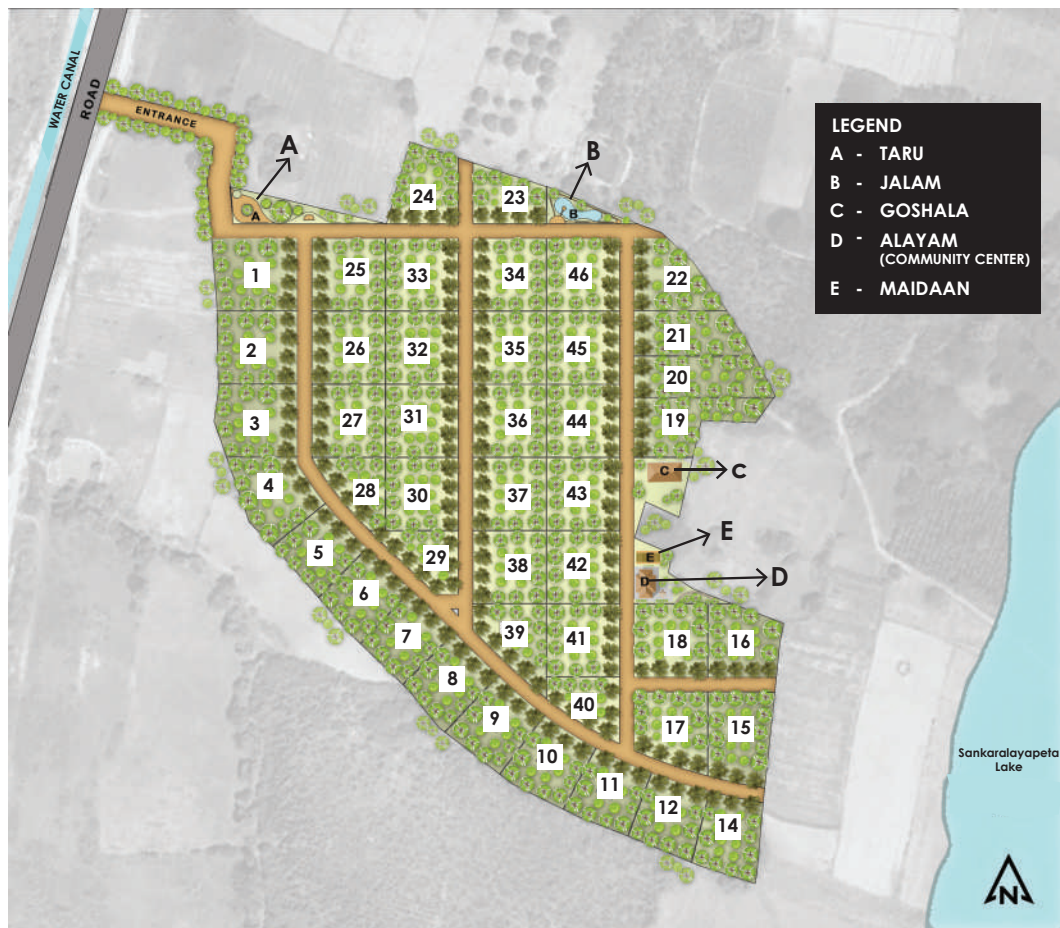 WATER CANAL
ROAD
ENTRANCE
A
A
B
B
LEGEND
A - TARU
B - JALAM
C - GOSHALA
D - ALAYAM
(COMMUNITY CENTER)
E - MAIDAAN
24
23
1
25
33
34
46
22
2
26
32
35
45
21
20
3
27
31
36
44
19
4
28
30
37
43
C
C
5
29
38
42
E
E
D
D
6
7
39
41
18
16
8
9
40
17
15
10
11
12
14
Sankaralayapeta
Lake
N